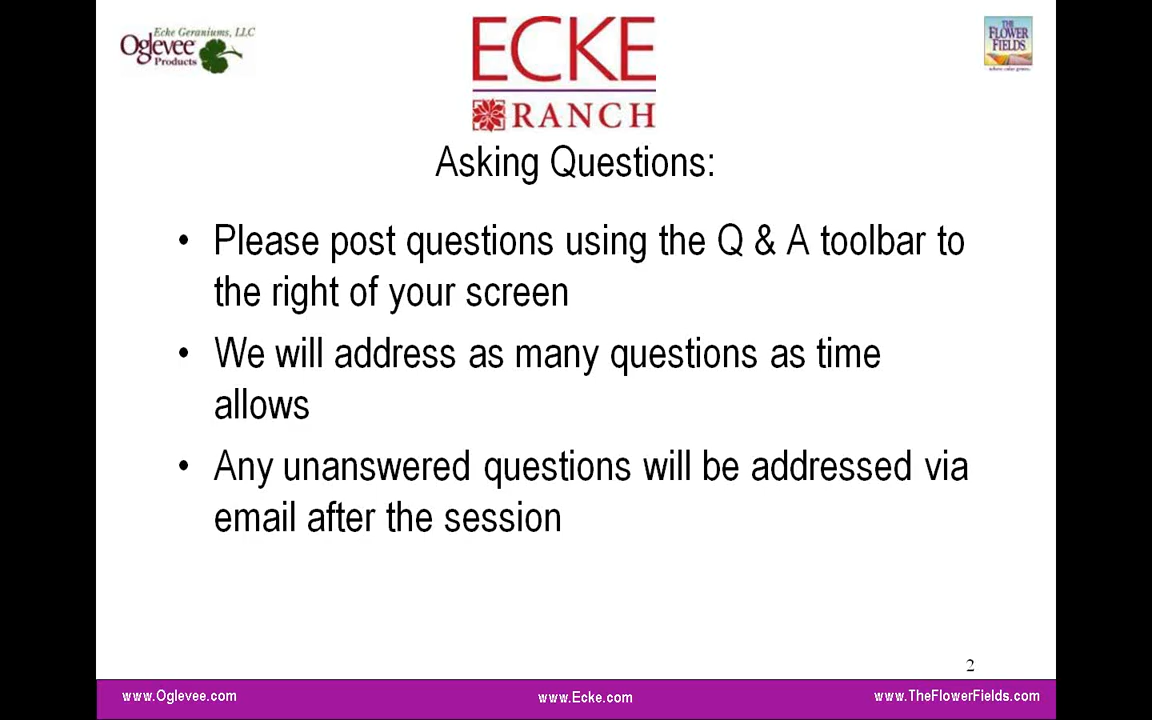 Ecke Geraniums, LLC
Oglevee
Products
ECKE
RANCH
THE
FLOWER
FIELDS
Asking Questions:
• Please post questions using the Q & A toolbar to
the right of your screen
• We will address as many questions as time
allows
• Any unanswered questions will be addressed via
email after the session
2
www.Oglevee.com
www.Ecke.com
www.TheFlowerFields.com